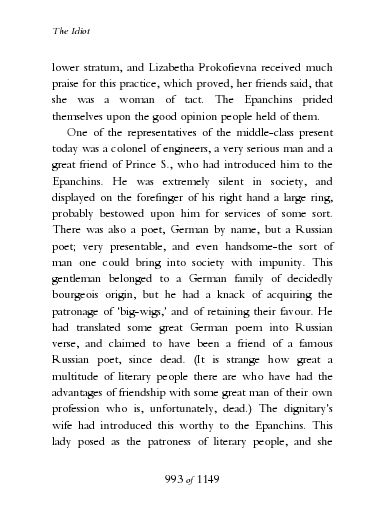 The Idiot
lower stratum, and Lizabetha Prokofievna received much
praise for this practice, which proved, her friends said, that
she was a woman of tact. The Epanchins prided
themselves upon the good opinion people held of them.
One of the representatives of the middle-class present
today was a colonel of engineers, a very serious man and a
great friend of Prince S., who had introduced him to the
Epanchins. He was extremely silent in society, and
displayed on the forefinger of his right hand a large ring,
probably bestowed upon him for services of some sort.
There was also a poet, German by name, but a Russian
poet; very presentable, and even handsome-the sort of
man one could bring into society with impunity. This
gentleman belonged to a German family of decidedly
bourgeois origin, but he had a knack of acquiring the
patronage of 'big-wigs,' and of retaining their favour. He
had translated some great German poem into Russian
verse, and claimed to have been a friend of a famous
Russian poet, since dead. (It is strange how great a
multitude of literary people there are who have had the
advantages of friendship with some great man of their own
profession who is, unfortunately, dead.) The dignitary's
wife had introduced this worthy to the Epanchins. This
lady posed as the patroness of literary people, and she
993 of 1149